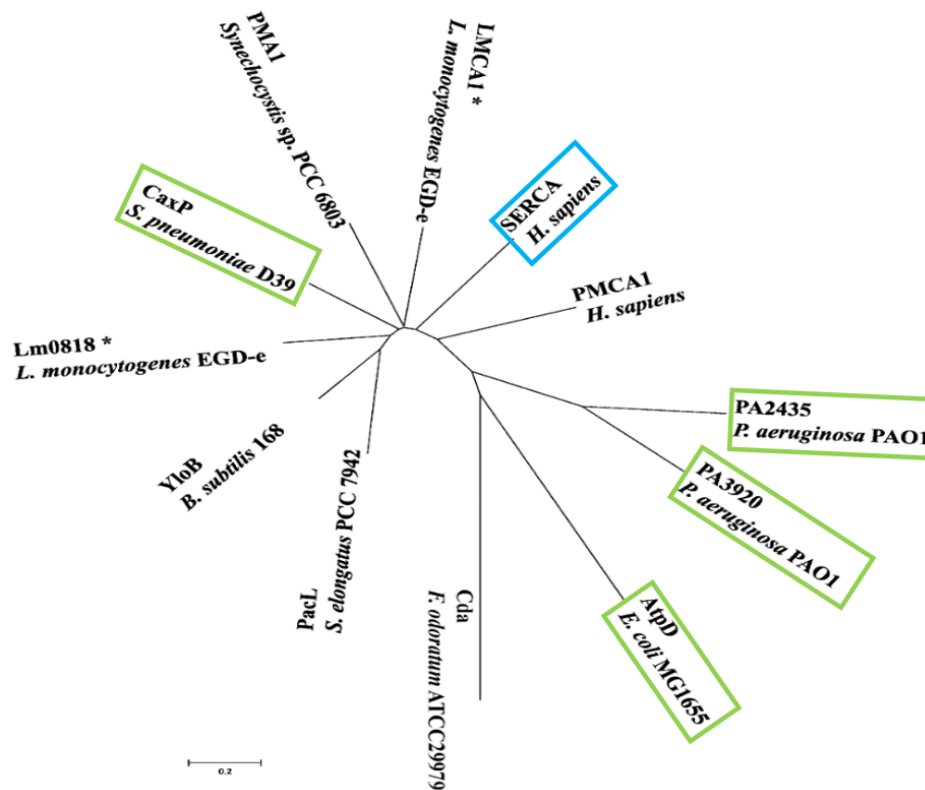 PMA1
Synechocystis sp. PCC 6803
LMCA1 *
L. monocytogenes EGD-e
SERCA
H. sapiens
CaxP
S. pneumoniae D39
PMCA1
H. sapiens
Lm0818 *
L. monocytogenes EGD-e
PA2435
P. aeruginosa PAO1
YloB
B. subtilis 168
PA3920
P. aeruginosa PAO1
PacL
S. elongatus PCC 7942
Cda
F. odoratum ATCC29979
AtpD
E. coli MG1655
0.2